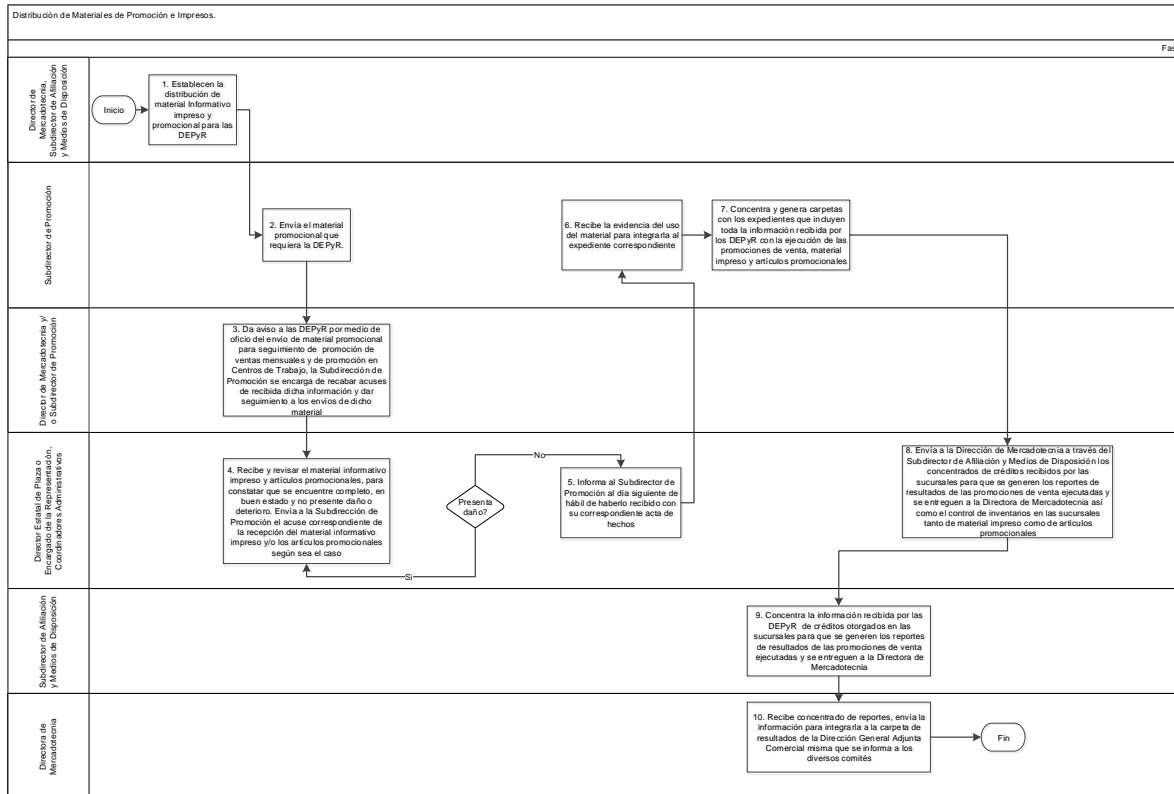 Distribución de Materiales de Promoción e Impresos.
Fas
Director de
Mercadotecnia,
Subdirector de Afiliación
y Medios de Disposición
Inicio
1. Establecen la
distribución de
material Informativo
impreso y
promocional para las
DEPyR
Subdirector de Promoción
2. Envía el material
promocional que
requiera la DEPyR.
6. Recibe la evidencia del uso
del material para integrarla al
expediente correspondiente
7. Concentra y genera carpetas
con los expedientes que incluyen
toda la información recibida por
los DEPyR con la ejecución de las
promociones de venta, material
impreso y artículos promocionales
Director de Mercadotecnia y/
o Subdirector de Promoción
3. Da aviso a las DEPyR por medio de
oficio del envío de material promocional
para seguimiento de promoción de
ventas mensuales y de promoción en
Centros de Trabajo, la Subdirección de
Promoción se encarga de recabar acuses
de recibida dicha información y dar
seguimiento a los envíos de dicho
material
Director Estatal de Plaza o
Encargado de la Representación,
Coordinadores Administrativos
4. Recibe y revisar el material informativo
impreso y artículos promocionales, para
constatar que se encuentre completo, en
buen estado y no presente daño o
deterioro. Envía a la Subdirección de
Promoción el acuse correspondiente de
la recepción del material informativo
impreso y/o los artículos promocionales
según sea el caso
Presenta
daño?
No
Si
5. Informa al Subdirector de
Promoción al día siguiente de
hábil de haberlo recibido con
su correspondiente acta de
hechos
8. Envía a la Dirección de Mercadotecnia a través del
Subdirector de Afiliación y Medios de Disposición los
concentrados de créditos recibidos por las
sucursales para que se generen los reportes de
resultados de las promociones de venta ejecutadas y
se entreguen a la Directora de Mercadotecnia así
como el control de inventarios en las sucursales
tanto de material impreso como de artículos
promocionales
Subdirector de Afiliación
y Medios de Disposición
9. Concentra la información recibida por las
DEPyR de créditos otorgados en las
sucursales para que se generen los reportes
de resultados de las promociones de venta
ejecutadas y se entreguen a la Directora de
Mercadotecnia
Directora de
Mercadotecnia
10. Recibe concentrado de reportes, envía la
información para integrarla a la carpeta de
resultados de la Dirección General Adjunta
Comercial misma que se informa a los
diversos comités
Fin